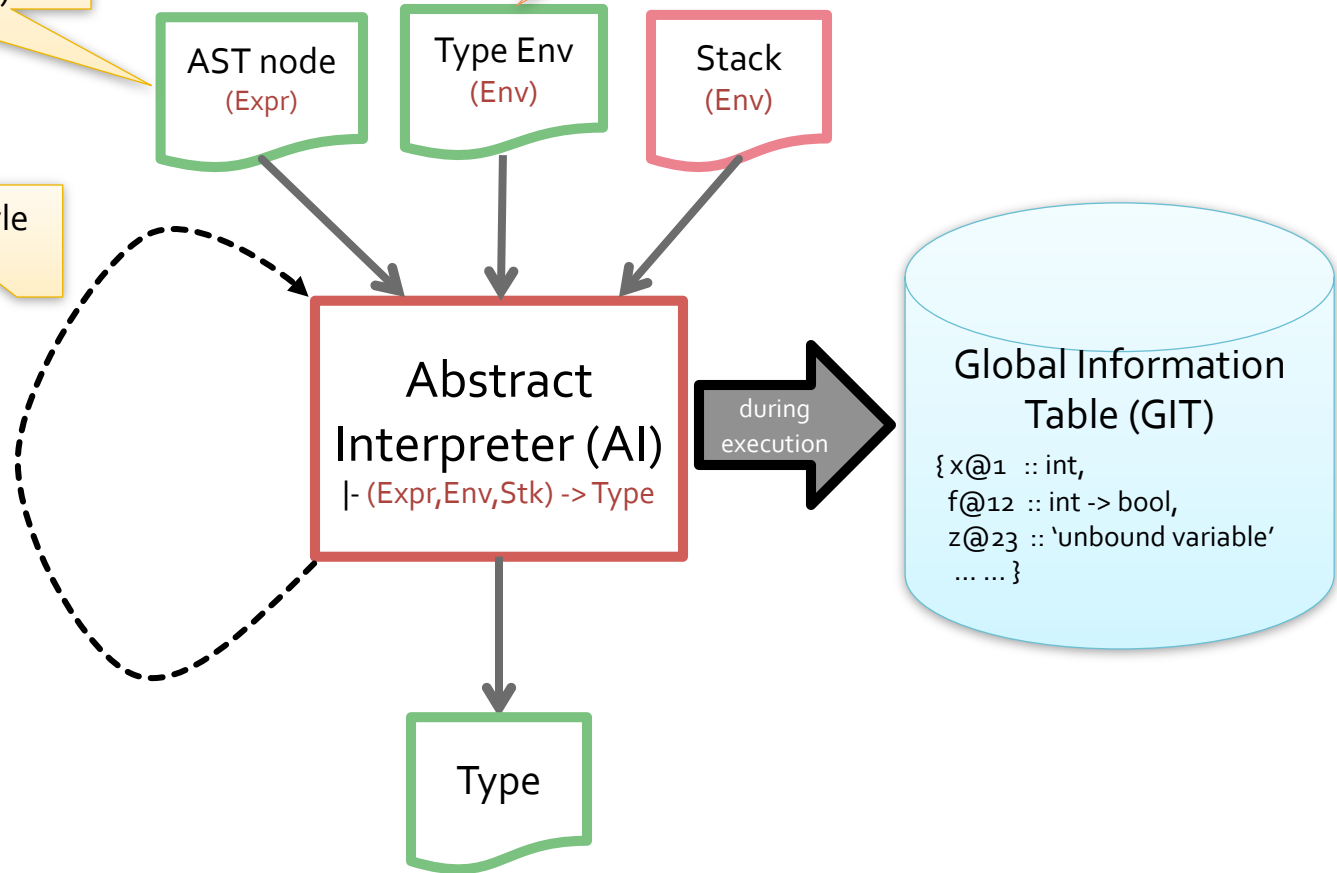 )
AST node
(Expr)
Type Env
(Env)
Stack
(Env)
le
Abstract
Interpreter (AI)
|- (Expr,Env,Stk) -> Type
during
execution
Global Information
Table (GIT)
{ x@1 :: int,
f@12 :: int -> bool,
z@23 :: ‘unbound variable’
... ... }
Type